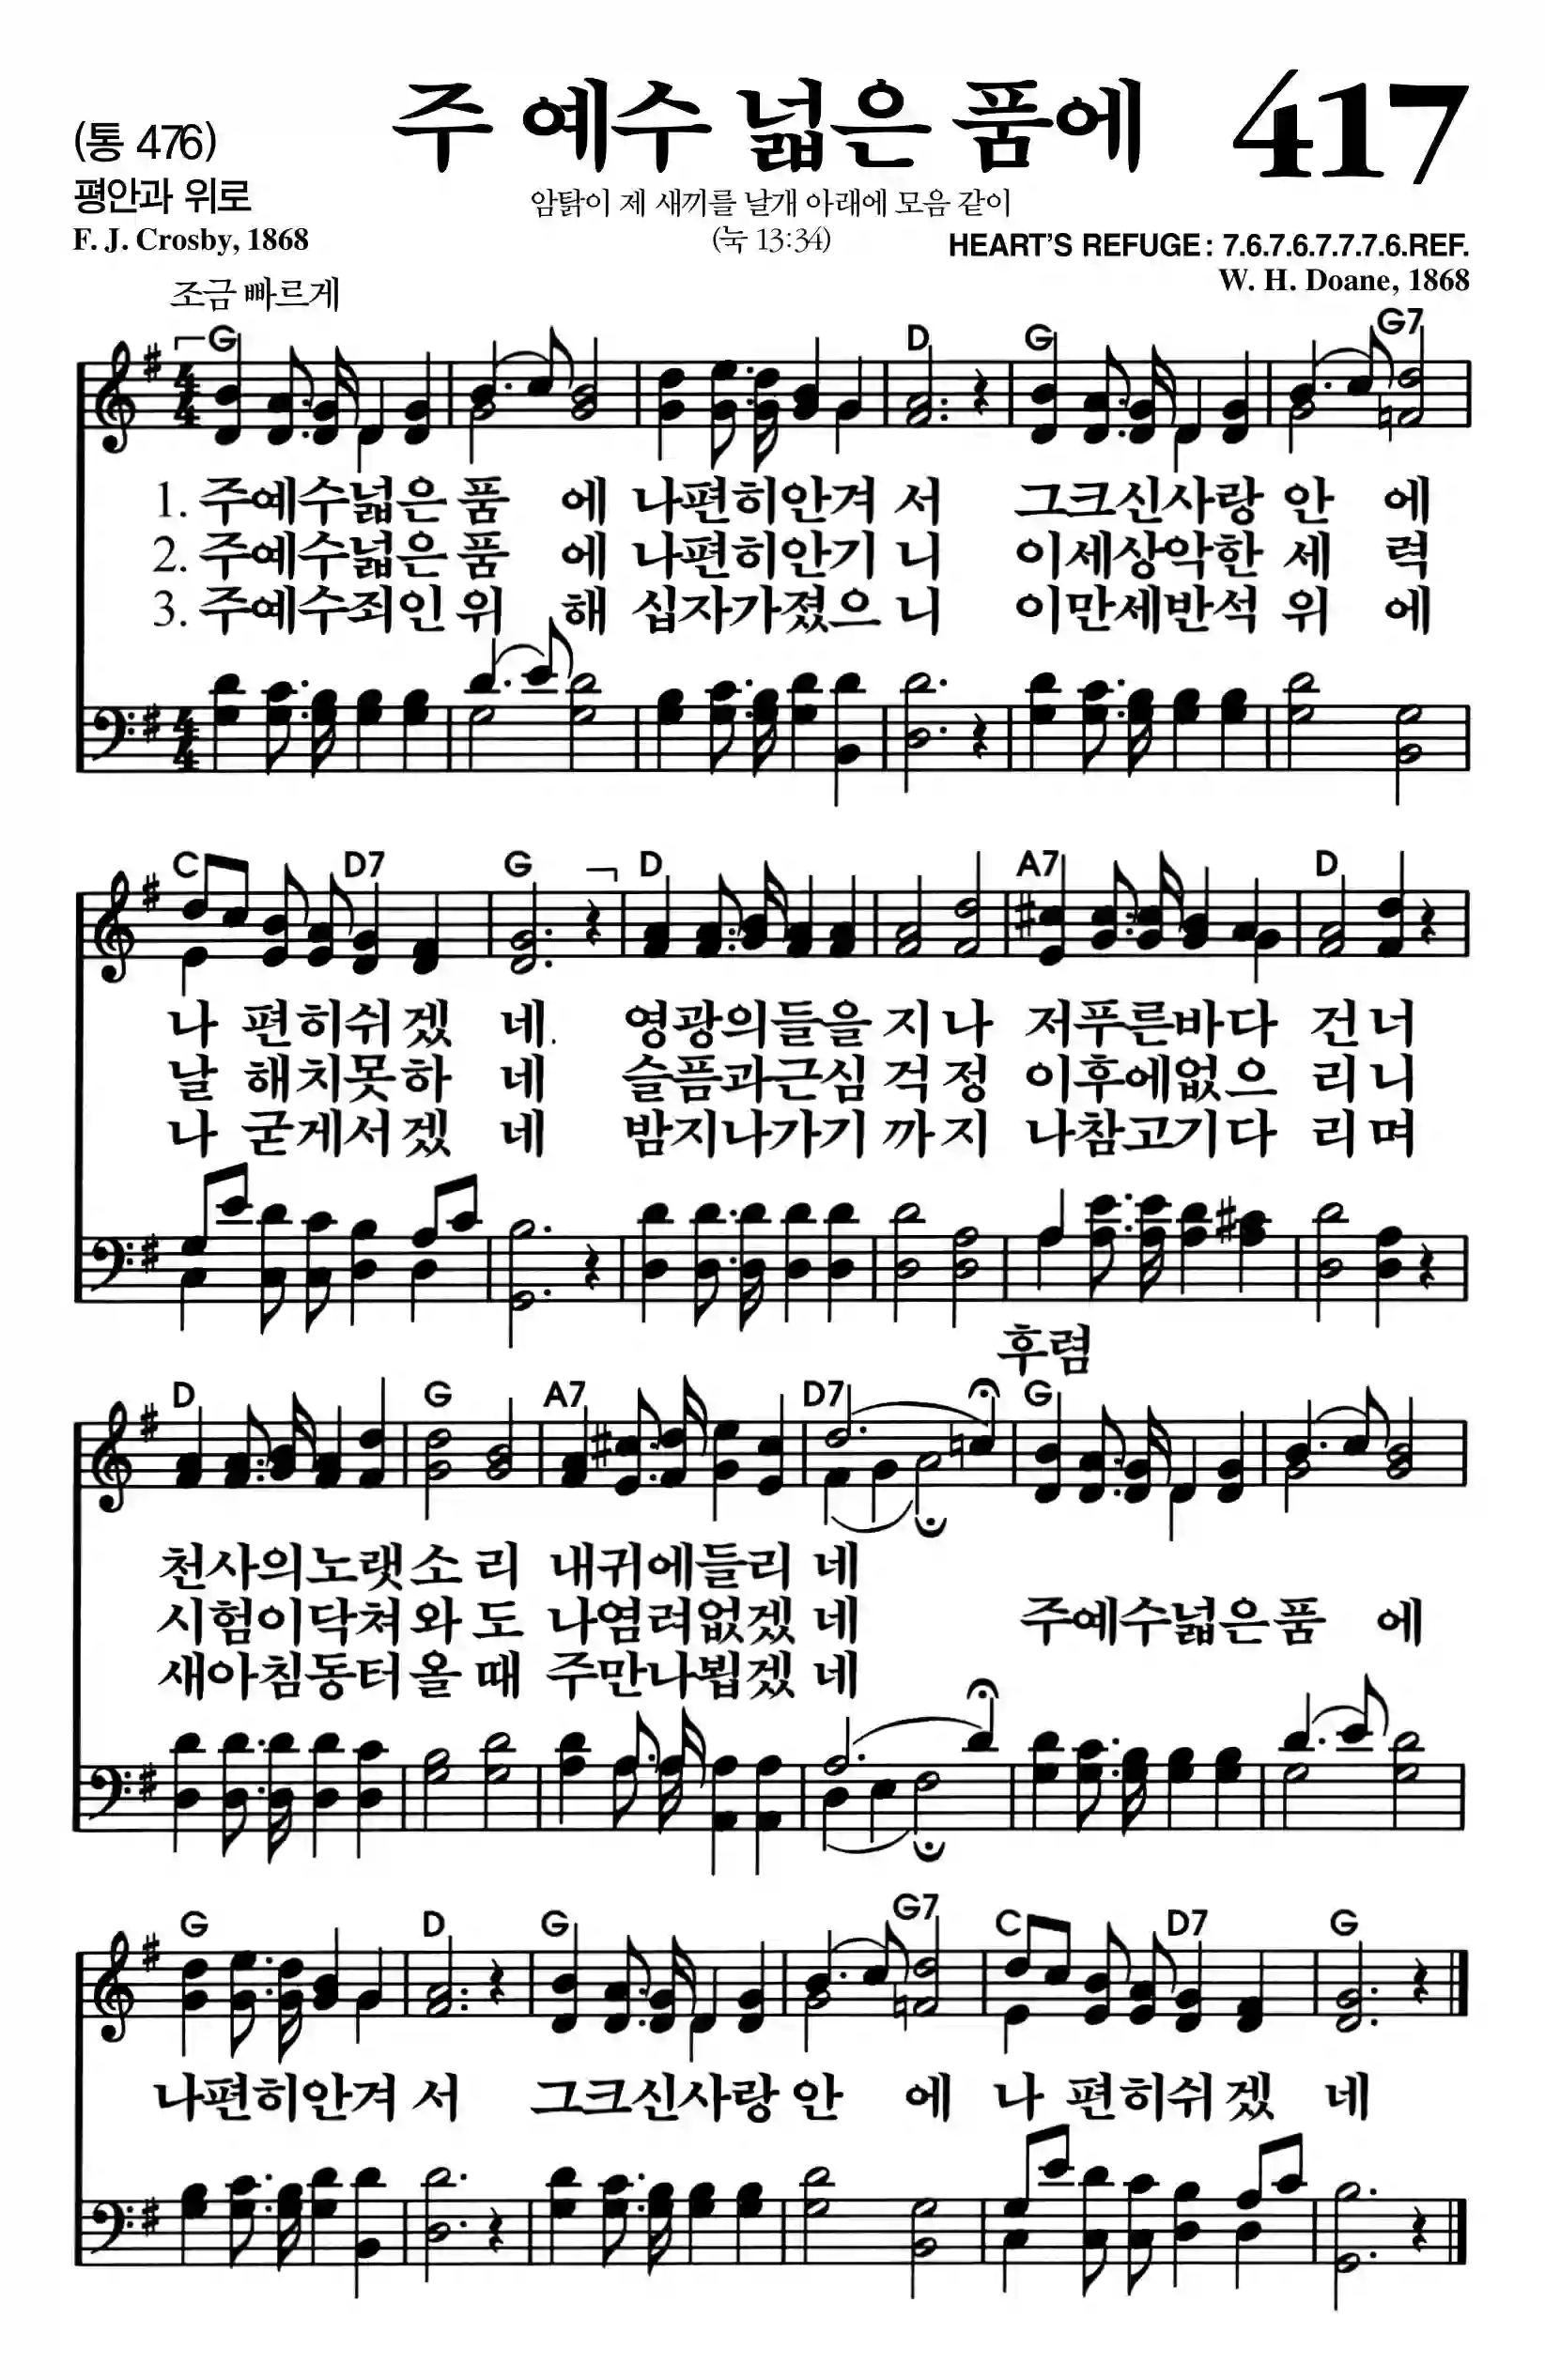 주 예수 넓은 품에 417
(통 476)
평안과 위로
암탉이 제 새끼를 날개 아래에 모음 같이
F. J. Crosby, 1868
(눅 13:34)
HEART'S REFUGE: 7.6.7.6.7.7.7.6.REF.
W. H. Doane, 1868
조금 빠르게
G D G G7
4 4
1. 주예수넓은 품 에 나편히안겨 서 그크신사랑 안 에
2. 주예수넓은 품 에 나편히안기 니 이세상악한 세 력
3. 주예수죄인 위 해 십자가졌으 니 이만세반석 위 에
4 4
C D7 G D A7 D
나 편히쉬 겠 네. 영광의들을 지 나 저푸른바다 건 너
날 해치못 하 네 슬픔과근심 걱 정 이후에없으 리 니
나 굳게서 겠 네 밤지나가기 까 지 나참고기다 리 며
후렴
D G A7 D7 G
천사의노랫 소 리 내귀에들리 네
시험이닥쳐 와 도 나염려없겠 네 주예수넓은 품 에
새아침동터 올 때 주만나뵙겠 네
G D G G7 C D7 G
나편히안겨 서 그크신사랑 안 에 나 편히쉬 겠 네